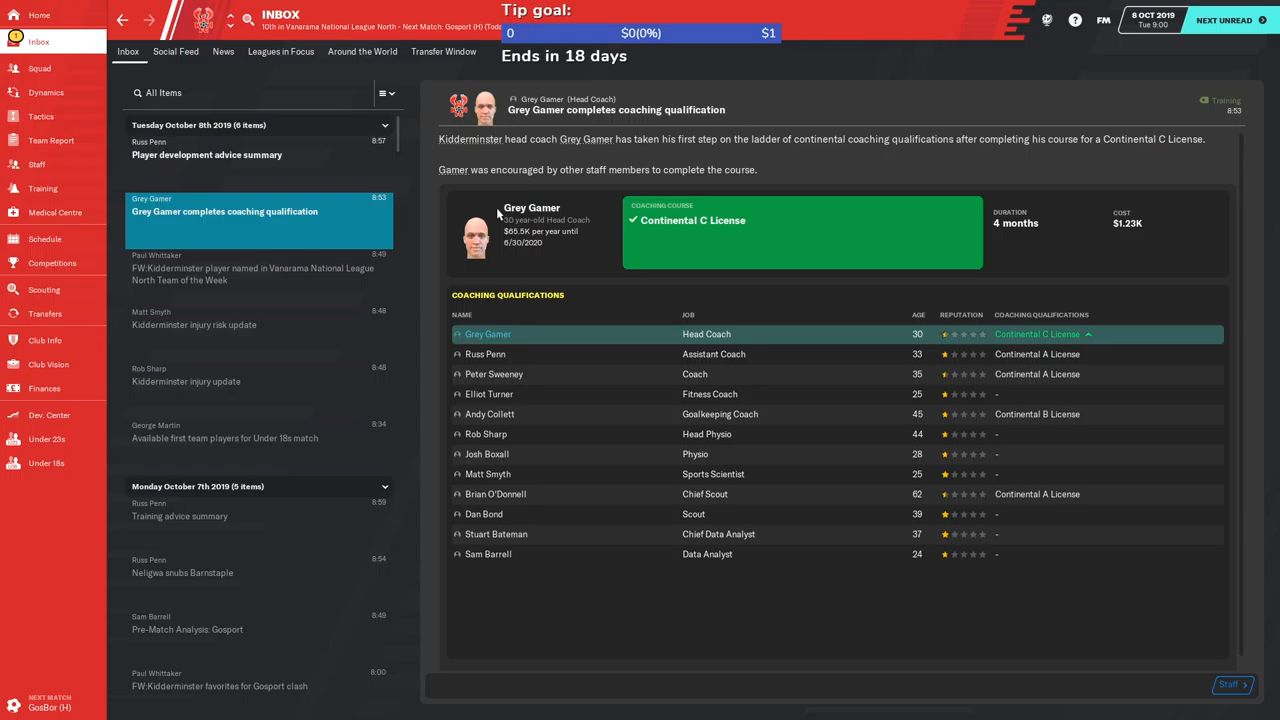 Home
1
Inbox
Squad
Dynamics
Tactics
Team Report
Staff
Training
Medical Centre
Schedule
Competitions
Scouting
Transfers
Club Info
Club Vision
Finances
Dev. Center
Under 23s
Under 18s
NEXT MATCH
GosBor (H)
INBOX
10th in Vanarama National League North - Next Match: Gosport (H) (Tod
Tip goal:
0 $0(0%) $1
Ends in 18 days
FM
8 OCT 2019
Tue 9:00
NEXT UNREAD
Inbox Social Feed News Leagues in Focus Around the World Transfer Window
All Items
Tuesday October 8th 2019 (6 items)
Russ Penn 8:57
Player development advice summary
Grey Gamer 8:53
Grey Gamer completes coaching qualification
Paul Whittaker 8:49
FW:Kidderminster player named in Vanarama National League
North Team of the Week
Matt Smyth 8:48
Kidderminster injury risk update
Rob Sharp 8:48
Kidderminster injury update
George Martin 8:34
Available first team players for Under 18s match
Monday October 7th 2019 (5 items)
Russ Penn 8:59
Training advice summary
Russ Penn 8:54
Neligwa snubs Barnstaple
Sam Barrell 8:49
Pre-Match Analysis: Gosport
Paul Whittaker 8:00
FW:Kidderminster favorites for Gosport clash
Grey Gamer (Head Coach)
Grey Gamer completes coaching qualification
Training
8:53
Kidderminster head coach Grey Gamer has taken his first step on the ladder of continental coaching qualifications after completing his course for a Continental C License.
Gamer was encouraged by other staff members to complete the course.
Grey Gamer
30 year-old Head Coach
$65.5K per year until
6/30/2020
COACHING COURSE
Continental C License
DURATION
4 months
COST
$1.23K
COACHING QUALIFICATIONS
NAME JOB AGE REPUTATION COACHING QUALIFICATIONS
Grey Gamer Head Coach 30 Continental C License
Russ Penn Assistant Coach 33 Continental A License
Peter Sweeney Coach 35 Continental A License
Elliot Turner Fitness Coach 25 -
Andy Collett Goalkeeping Coach 45 Continental B License
Rob Sharp Head Physio 44 -
Josh Boxall Physio 28 -
Matt Smyth Sports Scientist 25 -
Brian O'Donnell Chief Scout 62 Continental A License
Dan Bond Scout 39 -
Stuart Bateman Chief Data Analyst 37 -
Sam Barrell Data Analyst 24 -
Staff